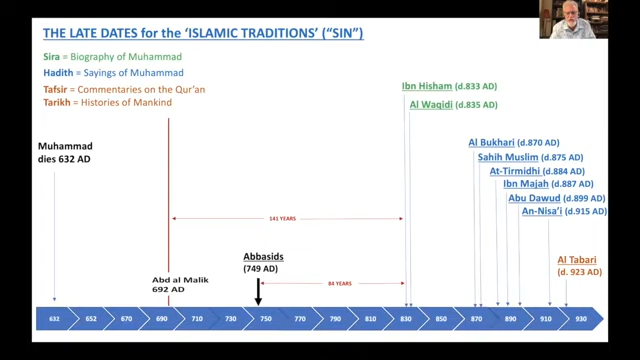 THE LATE DATES for the 'ISLAMIC TRADITIONS' ("SIN")
Sira = Biography of Muhammad
Hadith = Sayings of Muhammad
Tafsir = Commentaries on the Qur'an
Tarikh = Histories of Mankind
Ibn Hisham (d.833 AD)
Al Waqidi (d.835 AD)
Muhammad
dies 632 AD
Al Bukhari (d.870 AD)
Sahih Muslim (d.875 AD)
At-Tirmidhi (d.884 AD)
Ibn Majah (d.887 AD)
Abu Dawud (d.899 AD)
An-Nisa'i (d.915 AD)
141 YEARS
Abbasids
(749 AD)
Al Tabari
(d. 923 AD)
Abd al Malik
692 AD
84 YEARS
632 652 670 690 710 730 750 770 790 810 830 850 870 890 910 930